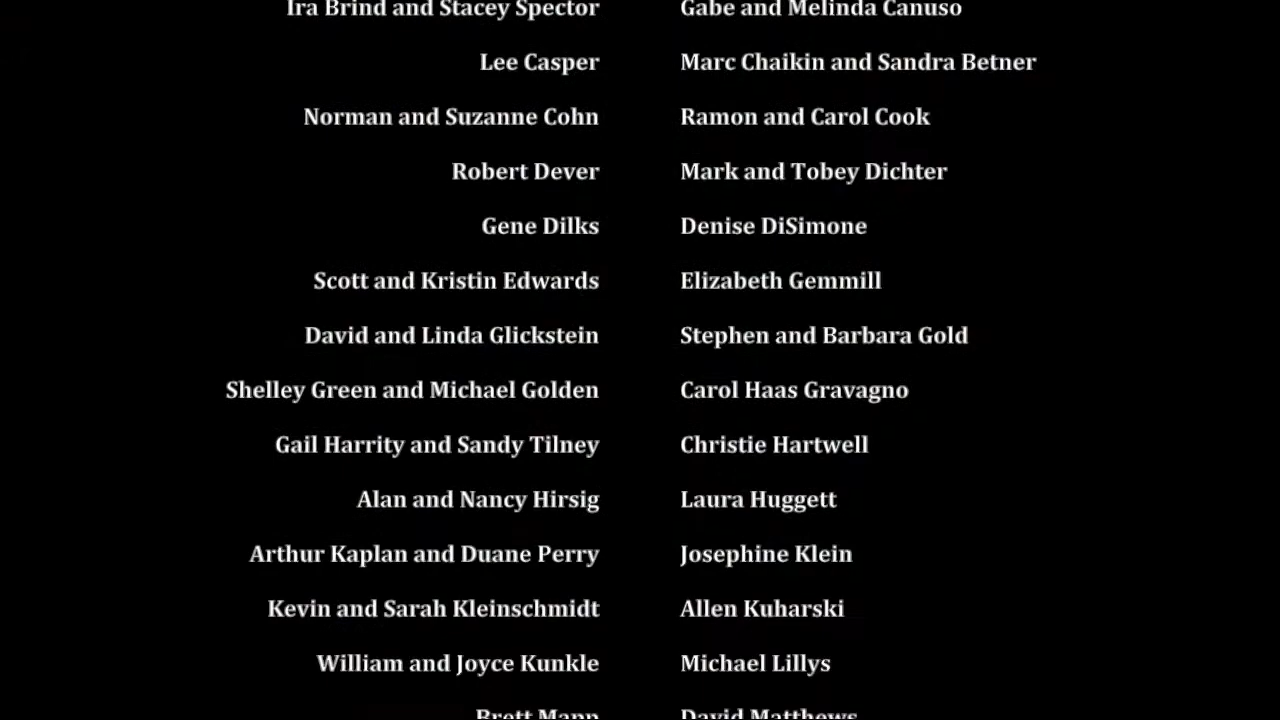 Ira Brind and Stacey Spector Gabe and Melinda Canuso
Lee Casper Marc Chaikin and Sandra Betner
Norman and Suzanne Cohn Ramon and Carol Cook
Robert Dever Mark and Tobey Dichter
Gene Dilks Denise DiSimone
Scott and Kristin Edwards Elizabeth Gemmill
David and Linda Glickstein Stephen and Barbara Gold
Shelley Green and Michael Golden Carol Haas Gravagno
Gail Harrity and Sandy Tilney Christie Hartwell
Alan and Nancy Hirsig Laura Huggett
Arthur Kaplan and Duane Perry Josephine Klein
Kevin and Sarah Kleinschmidt Allen Kuharski
William and Joyce Kunkle Michael Lillys
Brett Mapp David Matthews